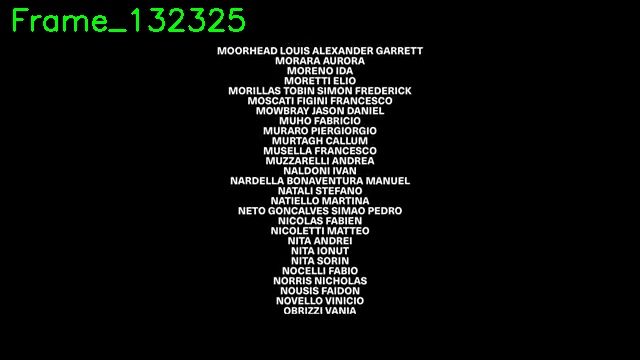 Frame_132325
MOORHEAD LOUIS ALEXANDER GARRETT
MORARA AURORA
MORENO IDA
MORETTI ELIO
MORILLAS TOBIN SIMON FREDERICK
MOSCATI FIGINI FRANCESCO
MOWBRAY JASON DANIEL
MUHO FABRICIO
MURARO PIERGIORGIO
MURTAGH CALLUM
MUSELLA FRANCESCO
MUZZARELLI ANDREA
NALDONI IVAN
NARDELLA BONAVENTURA MANUEL
NATALI STEFANO
NATIELLO MARTINA
NETO GONCALVES SIMAO PEDRO
NICOLAS FABIEN
NICOLETTI MATTEO
NITA ANDREI
NITA IONUT
NITA SORIN
NOCELLI FABIO
NORRIS NICHOLAS
NOUSIS FAIDON
NOVELLO VINICIO
OBRIZZI VANIA